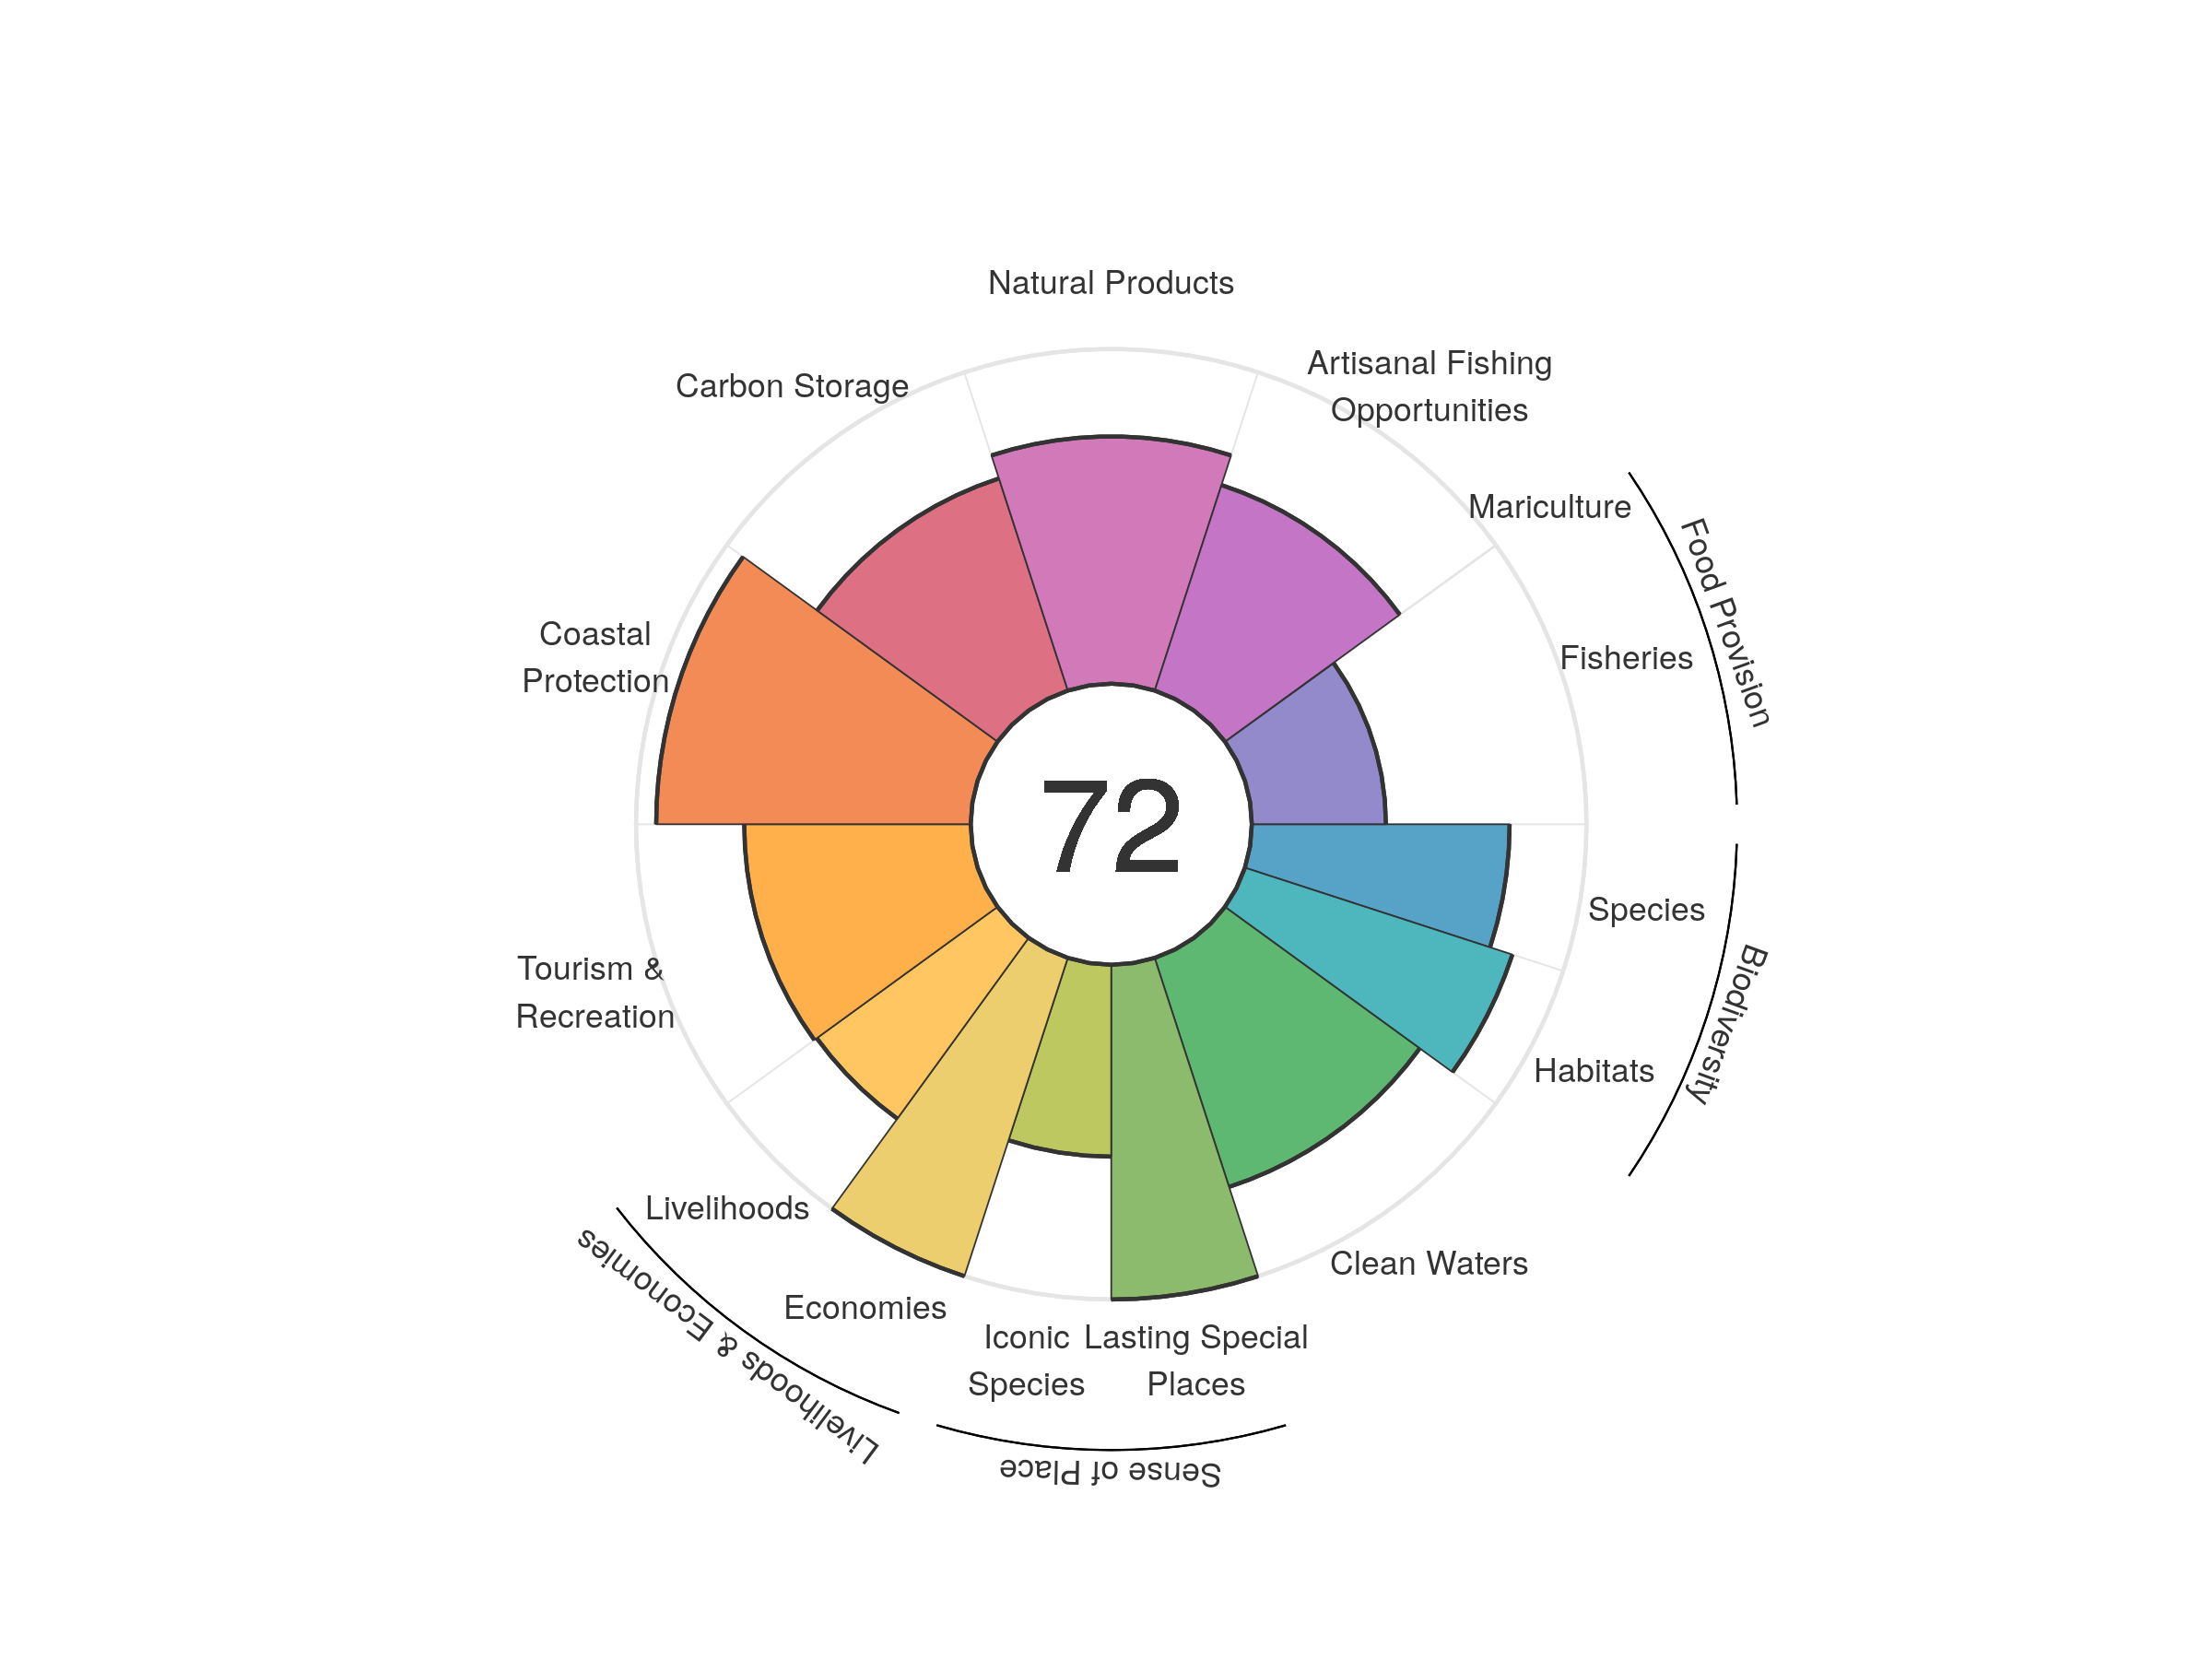 Natural Products
Artisanal Fishing
Opportunities
Carbon Storage
Mariculture
Food Provision
Fisheries
Coastal
Protection
72
Species
Biodiversity
Tourism &
Recreation
Habitats
Livelihoods
Clean Waters
Economies
Livelihoods & Economies
Iconic
Species
Lasting Special
Places
Sense of Place